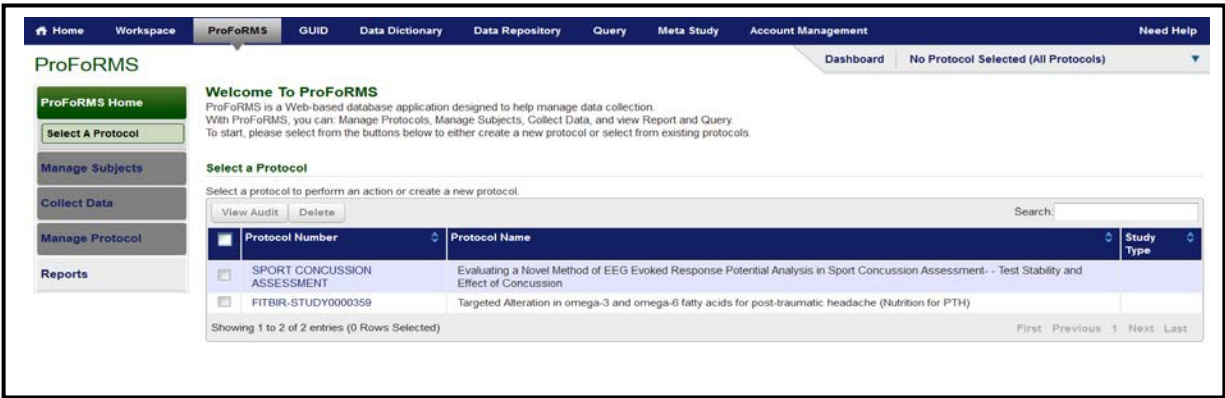 Home Workspace ProFoRMS GUID Data Dictionary Data Repository Query Meta Study Account Management Need Help
ProFoRMS
Dashboard No Protocol Selected (All Protocols)
ProFoRMS Home
Select A Protocol
Manage Subjects
Collect Data
Manage Protocol
Reports
Welcome To ProFoRMS
ProFoRMS is a Web-based database application designed to help manage data collection.
With ProFoRMS, you can: Manage Protocols, Manage Subjects, Collect Data, and view Report and Query.
To start, please select from the buttons below to either create a new protocol or select from existing protocols.
Select a Protocol
Select a protocol to perform an action or create a new protocol.
View Audit Delete Search:
Protocol Number Protocol Name Study
Type
SPORT CONCUSSION Evaluating a Novel Method of EEG Evoked Response Potential Analysis in Sport Concussion Assessment- - Test Stability and
ASSESSMENT Effect of Concussion
FITBIR-STUDY0000359 Targeted Alteration in omega-3 and omega-6 fatty acids for post-traumatic headache (Nutrition for PTH)
Showing 1 to 2 of 2 entries (0 Rows Selected) First Previous 1 Next Last